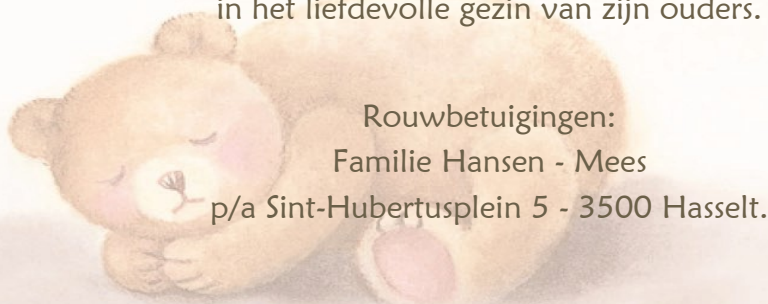 in het liefdevolle gezin van zijn ouders.
Rouwbetuigingen:
Familie Hansen - Mees
p/a Sint-Hubertusplein 5 - 3500 Hasselt.